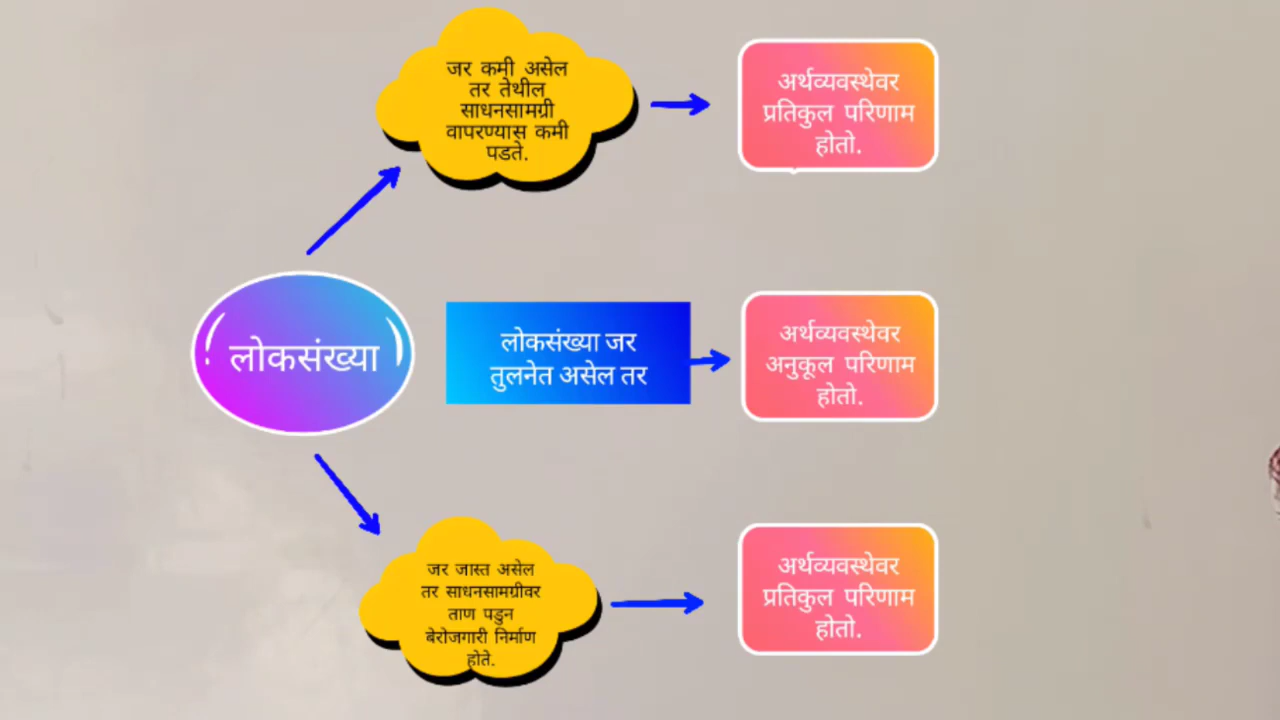 जर कमी असेल
तर तेथील
साधनसामग्री
वापरण्यास कमी
पडते.
अर्थव्यवस्थेवर
प्रतिकुल परिणाम
होतो.
लोकसंख्या
लोकसंख्या जर
तुलनेत असेल तर
अर्थव्यवस्थेवर
अनुकूल परिणाम
होतो.
जर जास्त असेल
तर साधनसामग्रीवर
ताण पडुन
बेरोजगारी निर्माण
होते.
अर्थव्यवस्थेवर
प्रतिकुल परिणाम
होतो.